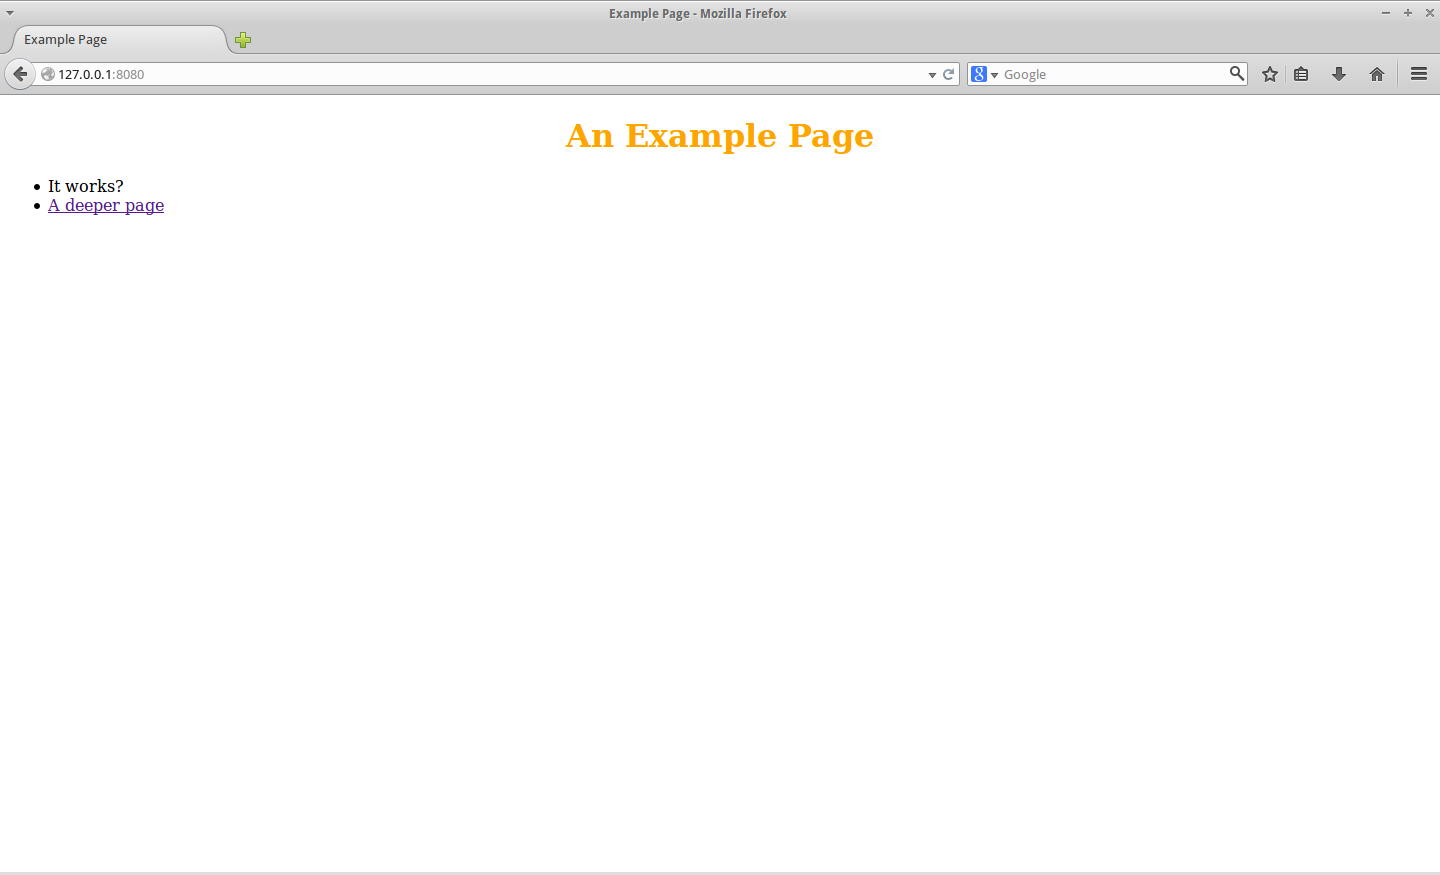 Example Page - Mozilla Firefox
Example Page
127.0.0.1:8080
8 Google
An Example Page
It works?
A deeper page